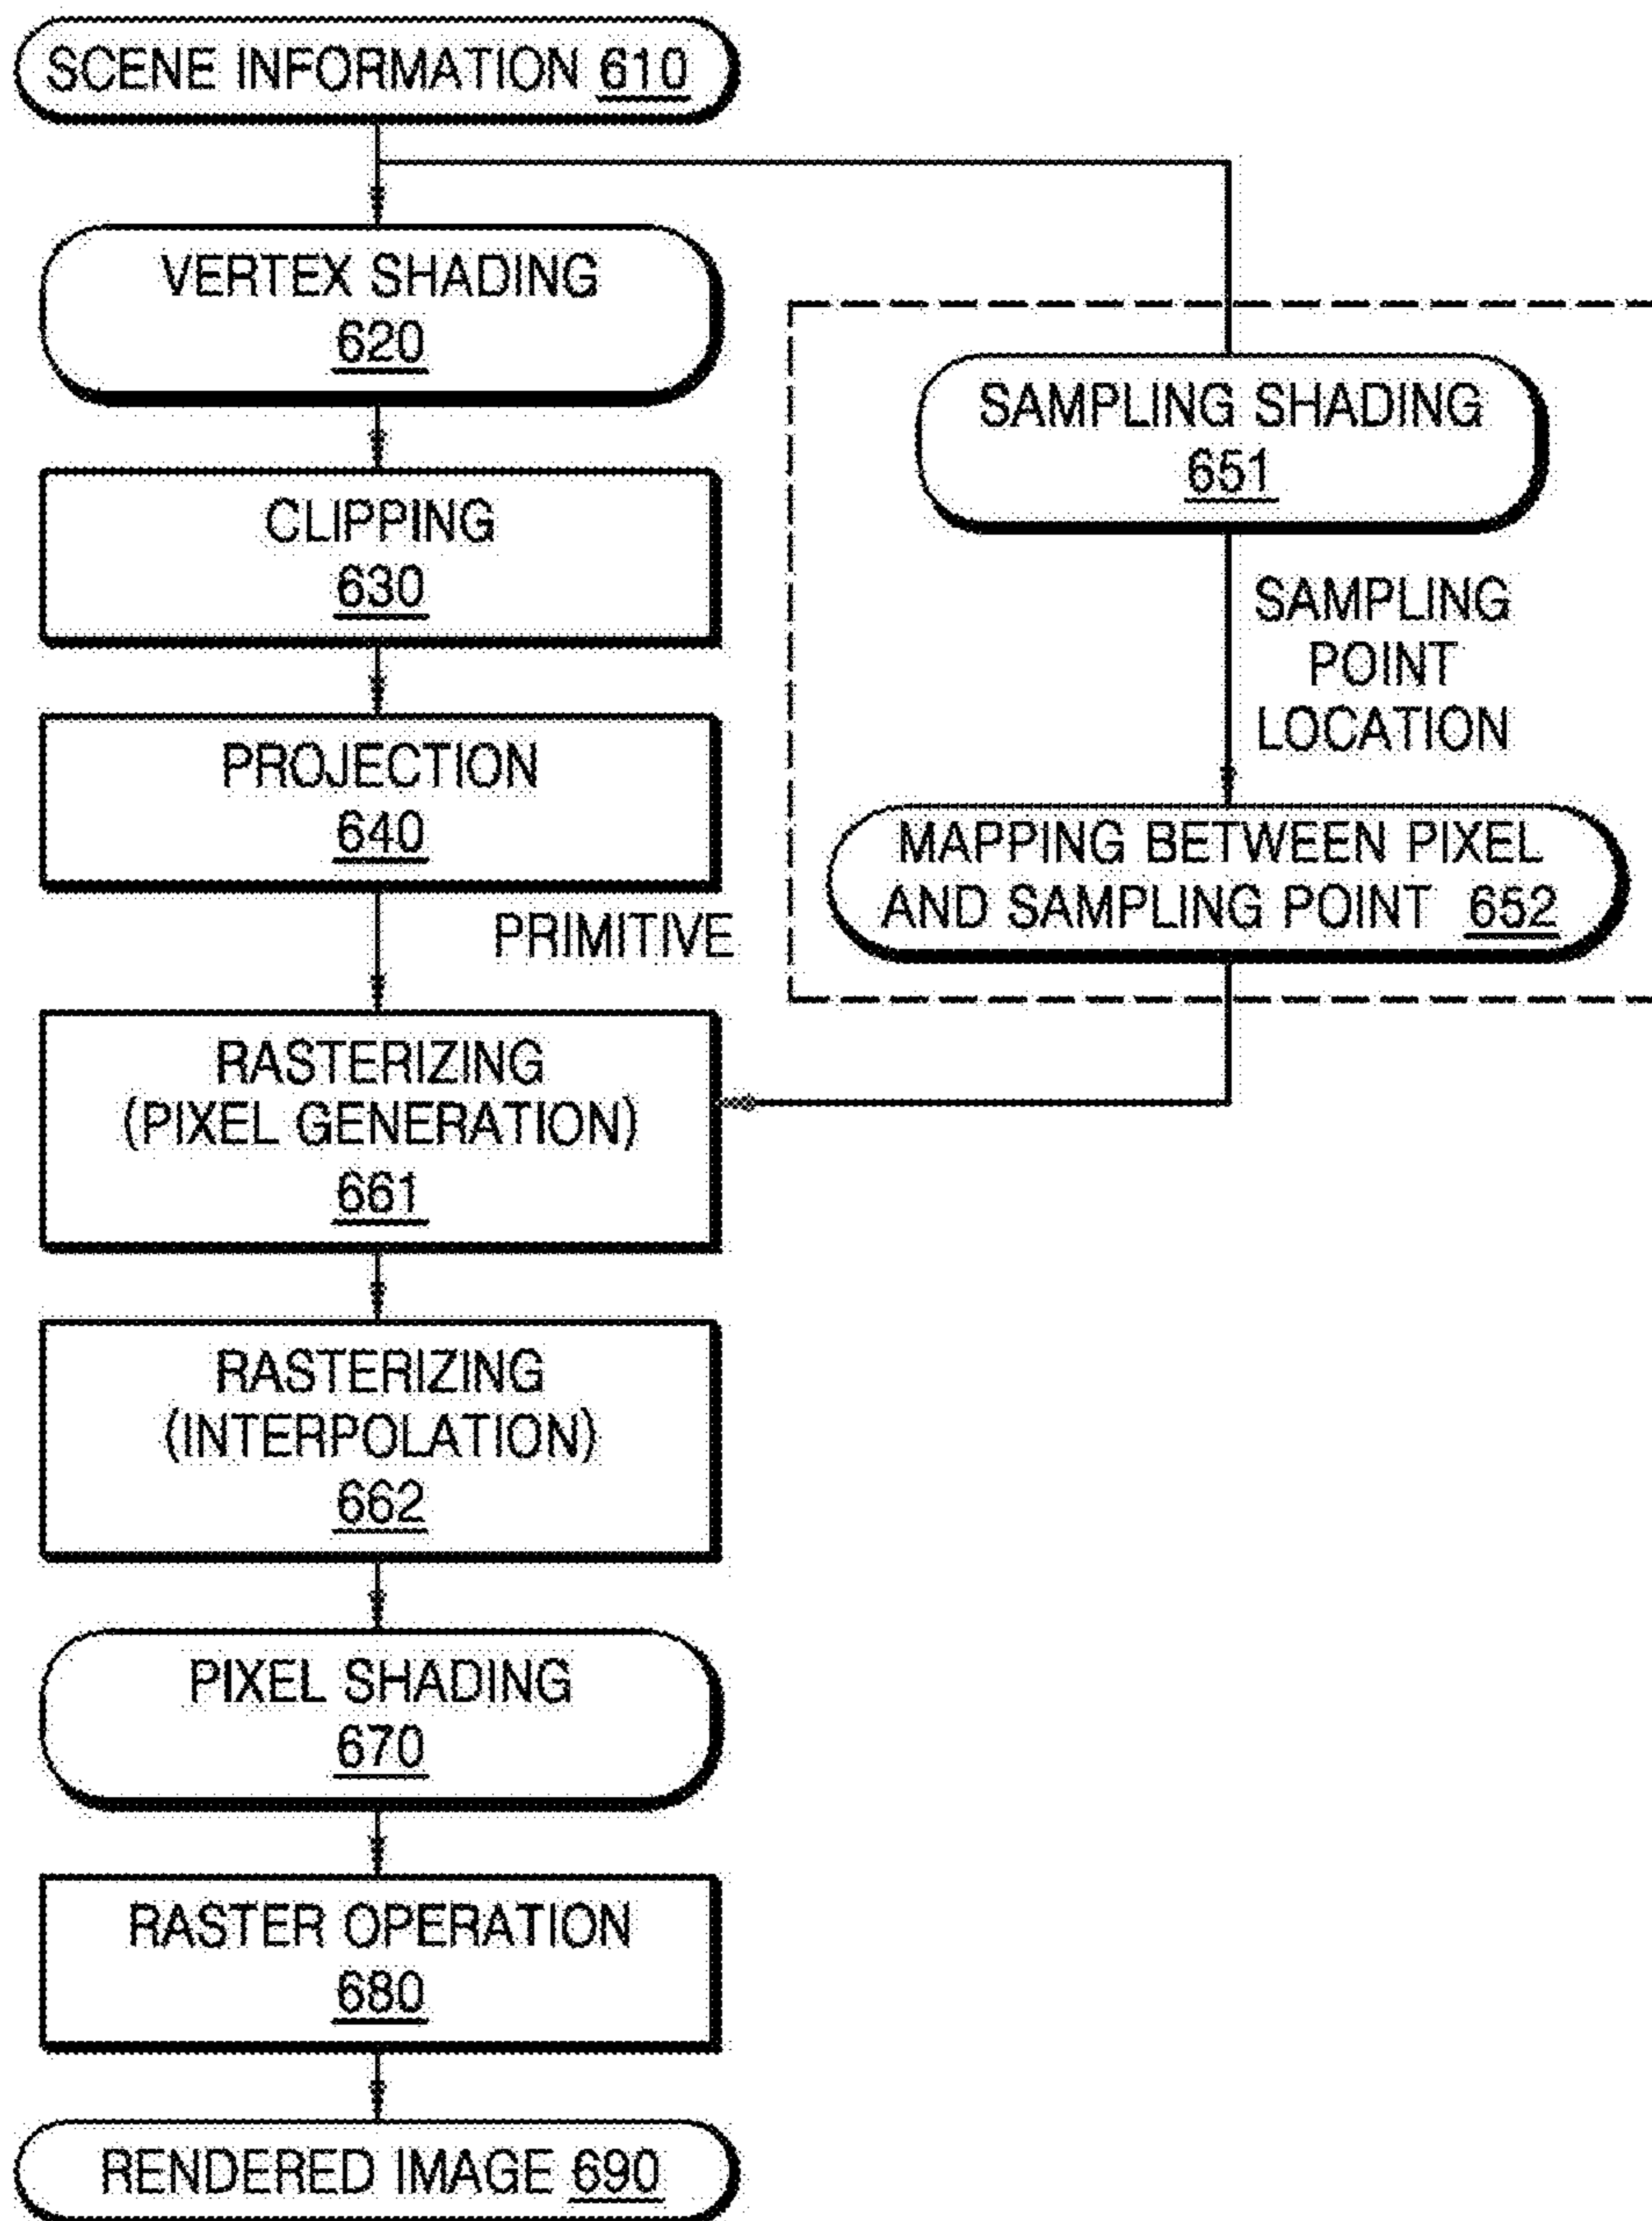 SCENE INFORMATION 610
VERTEX SHADING
620
CLIPPING
630
PROJECTION
640
PRIMITIVE
SAMPLING SHADING
651
SAMPLING
POINT
LOCATION
MAPPING BETWEEN PIXEL
AND SAMPLING POINT 652
RASTERIZING
(PIXEL GENERATION)
661
RASTERIZING
(INTERPOLATION)
662
PIXEL SHADING
670
RASTER OPERATION
680
RENDERED IMAGE 690